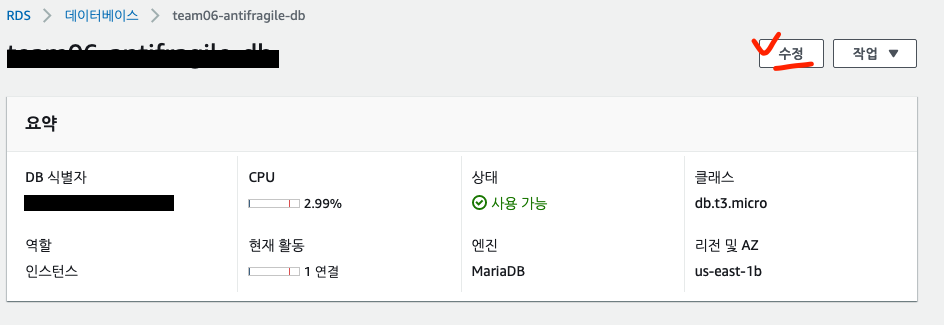 RDS > 데이터베이스 > team06-antifragile-db
team06-antifragile-db
수정
작업 ▼
요약
DB 식별자
CPU
2.99%
상태
사용 가능
클래스
db.t3.micro
역할
인스턴스
현재 활동
1 연결
엔진
MariaDB
리전 및 AZ
us-east-1b